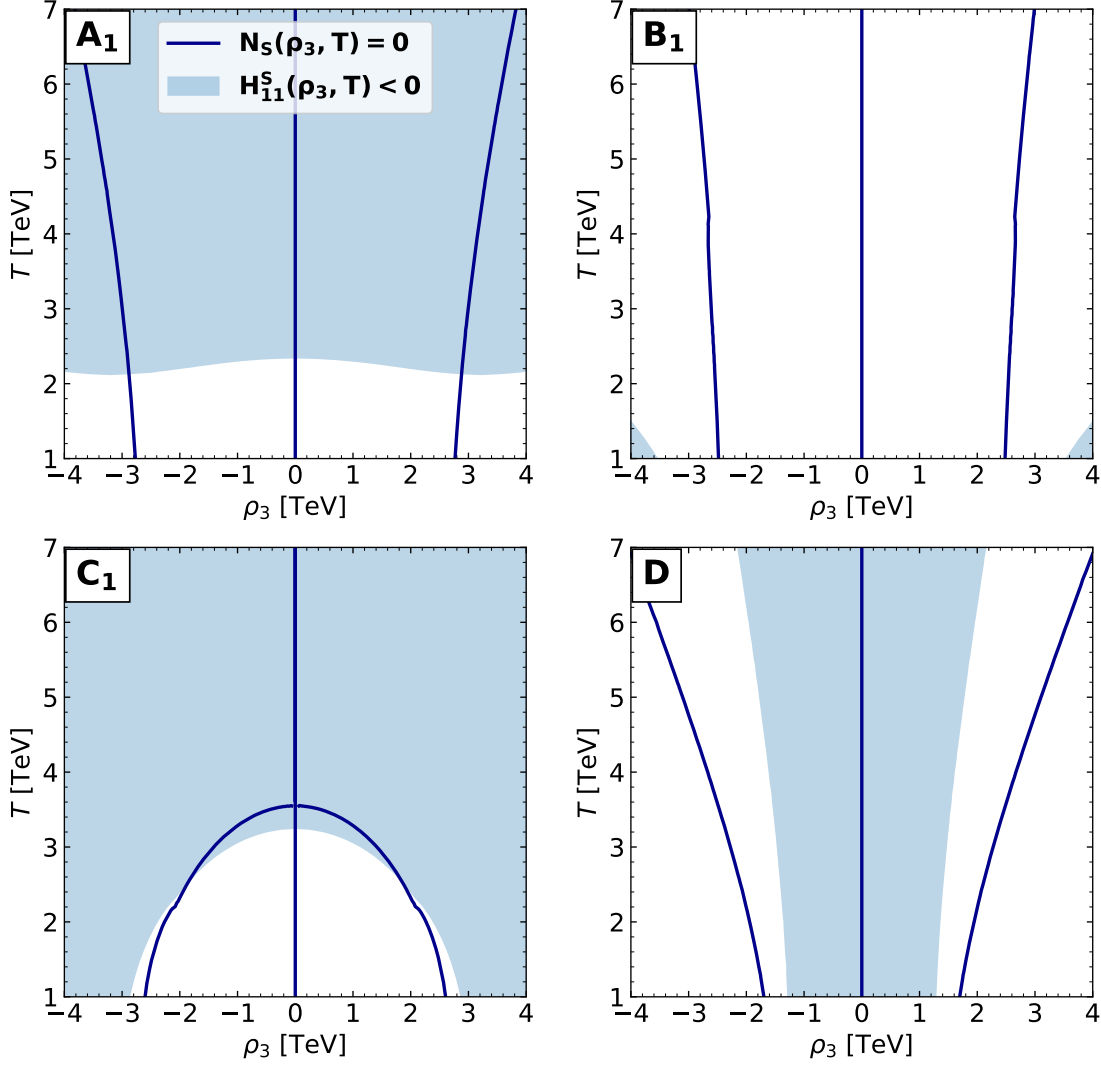 A₁
N_S(ρ₃, T) = 0
H₁₁^S(ρ₃, T) < 0
7
6
5
4
3
2
1
T [TeV]
−4 −3 −2 −1 0 1 2 3 4
ρ₃ [TeV]
B₁
7
6
5
4
3
2
1
T [TeV]
−4 −3 −2 −1 0 1 2 3 4
ρ₃ [TeV]
C₁
7
6
5
4
3
2
1
T [TeV]
−4 −3 −2 −1 0 1 2 3 4
ρ₃ [TeV]
D
7
6
5
4
3
2
1
T [TeV]
−4 −3 −2 −1 0 1 2 3 4
ρ₃ [TeV]